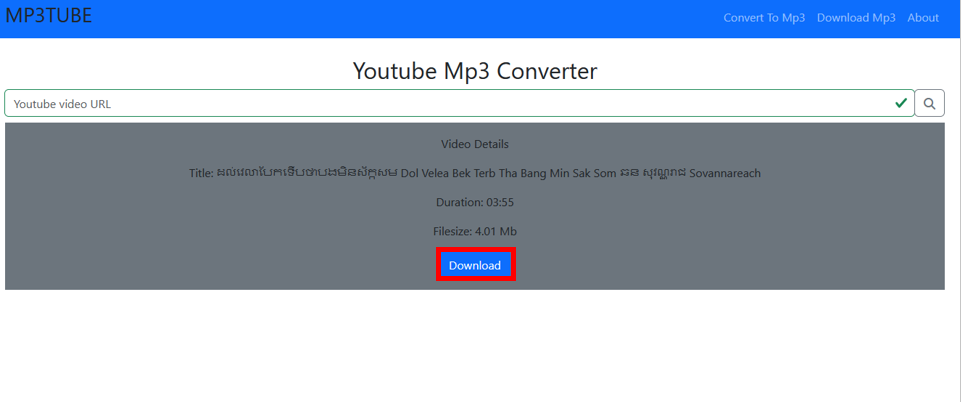 MP3TUBE
Convert To Mp3 Download Mp3 About
Youtube Mp3 Converter
Youtube video URL
Video Details
Title: ដល់វេលាបែកទើបថាបងមិនស័ក្កសម Dol Velea Bek Terb Tha Bang Min Sak Som ឆន សុវណ្ណរាជ Sovannareach
Duration: 03:55
Filesize: 4.01 Mb
Download